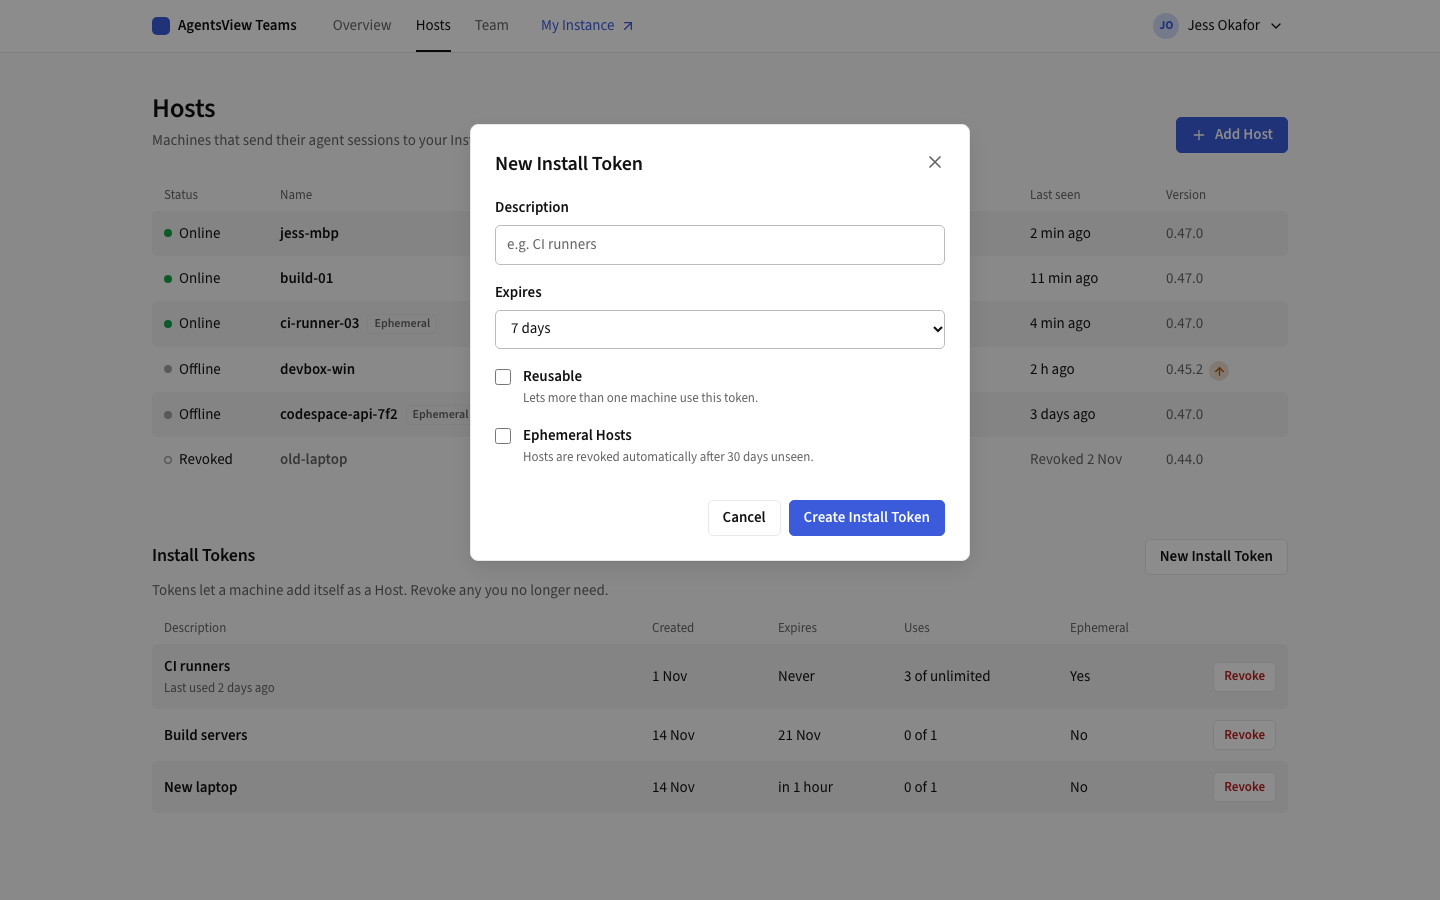 AgentsView Teams
Overview
Hosts
Team
My Instance
JO
Jess Okafor
Hosts
Machines that send their agent sessions to your
Add Host
Status
Name
Last seen
Version
Online
jess-mbp
2 min ago
0.47.0
Online
build-01
11 min ago
0.47.0
Online
ci-runner-03
Ephemeral
4 min ago
0.47.0
Offline
devbox-win
2 h ago
0.45.2
Offline
codespace-api-7f2
Ephemeral
3 days ago
0.47.0
Revoked
old-laptop
Revoked 2 Nov
0.44.0
New Install Token
Description
e.g. CI runners
Expires
7 days
Reusable
Lets more than one machine use this token.
Ephemeral Hosts
Hosts are revoked automatically after 30 days unseen.
Cancel
Create Install Token
Install Tokens
New Install Token
Tokens let a machine add itself as a Host. Revoke any you no longer need.
Description
Created
Expires
Uses
Ephemeral
CI runners
Last used 2 days ago
1 Nov
Never
3 of unlimited
Yes
Revoke
Build servers
14 Nov
21 Nov
0 of 1
No
Revoke
New laptop
14 Nov
in 1 hour
0 of 1
No
Revoke